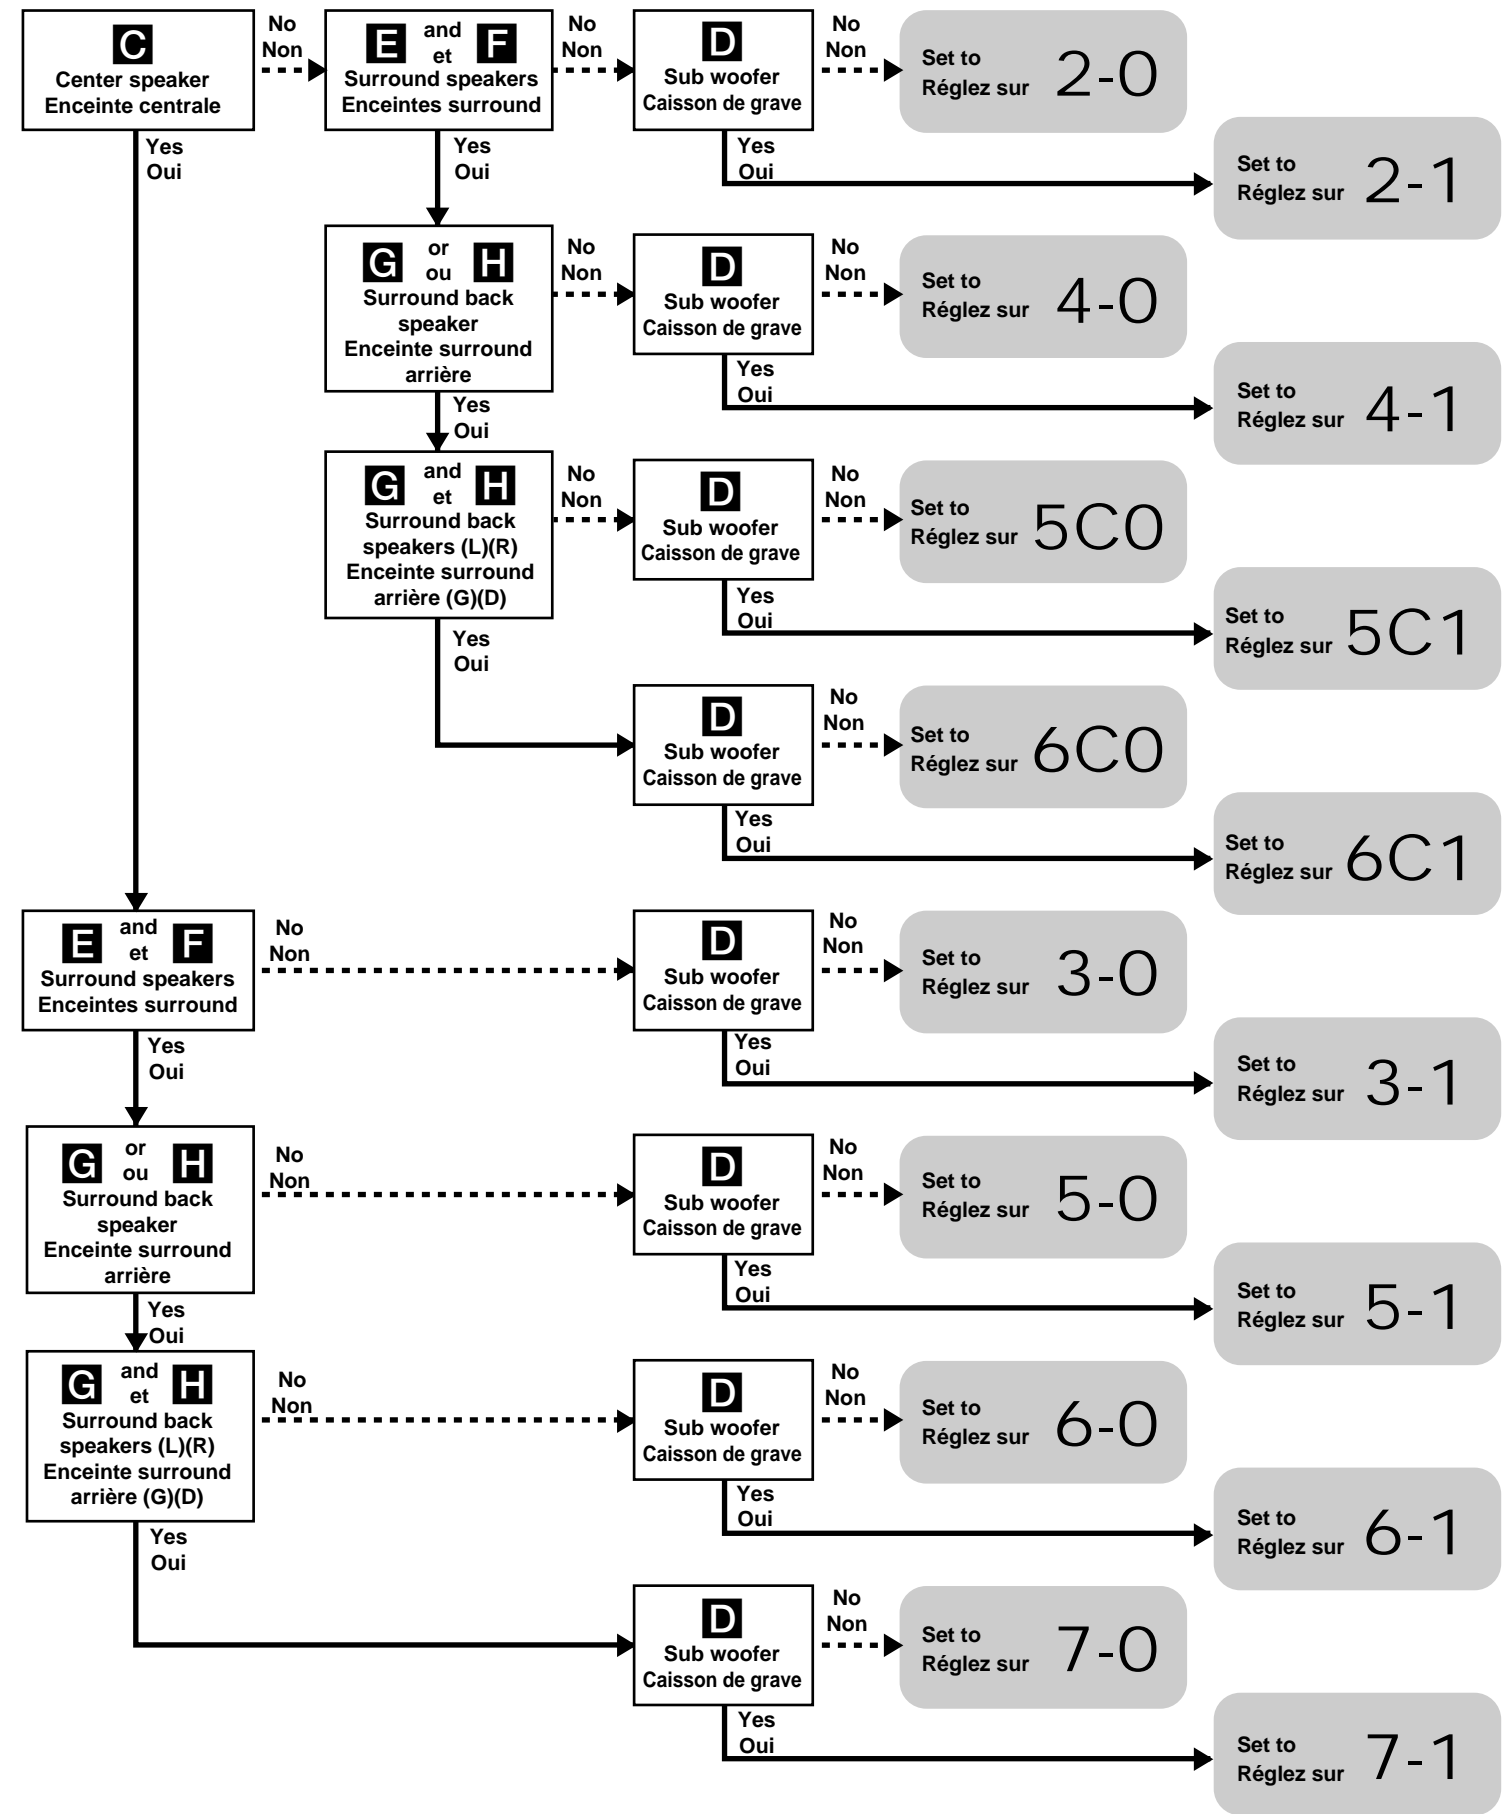 C
Center speaker
Enceinte centrale
No
Non
Yes
Oui
E and F
et
Surround speakers
Enceintes surround
No
Non
Yes
Oui
D
Sub woofer
Caisson de grave
No
Non
Yes
Oui
Set to
Réglez sur 2-0
Set to
Réglez sur 2-1
G or H
ou
Surround back
speaker
Enceinte surround
arrière
No
Non
Yes
Oui
D
Sub woofer
Caisson de grave
No
Non
Yes
Oui
Set to
Réglez sur 4-0
Set to
Réglez sur 4-1
G and H
et
Surround back
speakers (L)(R)
Enceinte surround
arrière (G)(D)
No
Non
Yes
Oui
D
Sub woofer
Caisson de grave
No
Non
Yes
Oui
Set to
Réglez sur 5C0
Set to
Réglez sur 5C1
D
Sub woofer
Caisson de grave
No
Non
Yes
Oui
Set to
Réglez sur 6C0
Set to
Réglez sur 6C1
E and F
et
Surround speakers
Enceintes surround
No
Non
Yes
Oui
D
Sub woofer
Caisson de grave
No
Non
Yes
Oui
Set to
Réglez sur 3-0
Set to
Réglez sur 3-1
G or H
ou
Surround back
speaker
Enceinte surround
arrière
No
Non
Yes
Oui
D
Sub woofer
Caisson de grave
No
Non
Yes
Oui
Set to
Réglez sur 5-0
Set to
Réglez sur 5-1
G and H
et
Surround back
speakers (L)(R)
Enceinte surround
arrière (G)(D)
No
Non
Yes
Oui
D
Sub woofer
Caisson de grave
No
Non
Yes
Oui
Set to
Réglez sur 6-0
Set to
Réglez sur 6-1
D
Sub woofer
Caisson de grave
No
Non
Yes
Oui
Set to
Réglez sur 7-0
Set to
Réglez sur 7-1